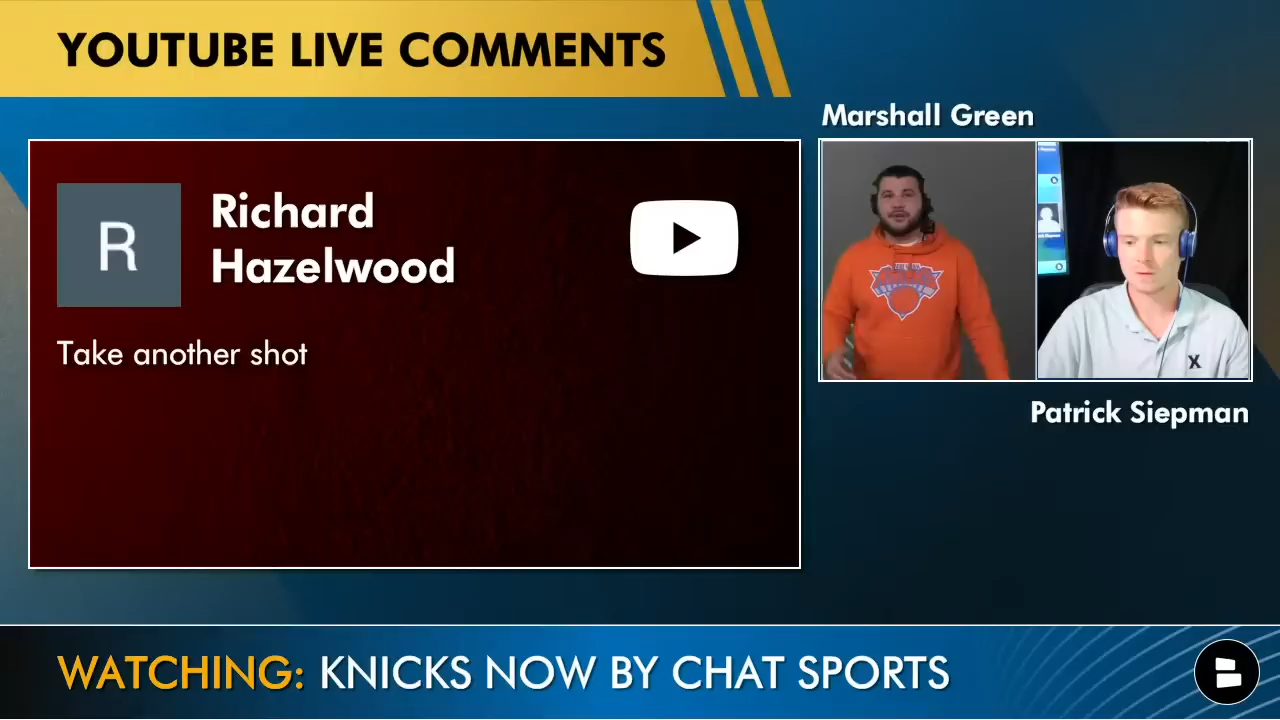 YOUTUBE LIVE COMMENTS
Marshall Green
R
Richard
Hazelwood
Take another shot
X
Patrick Siepman
WATCHING: KNICKS NOW BY CHAT SPORTS